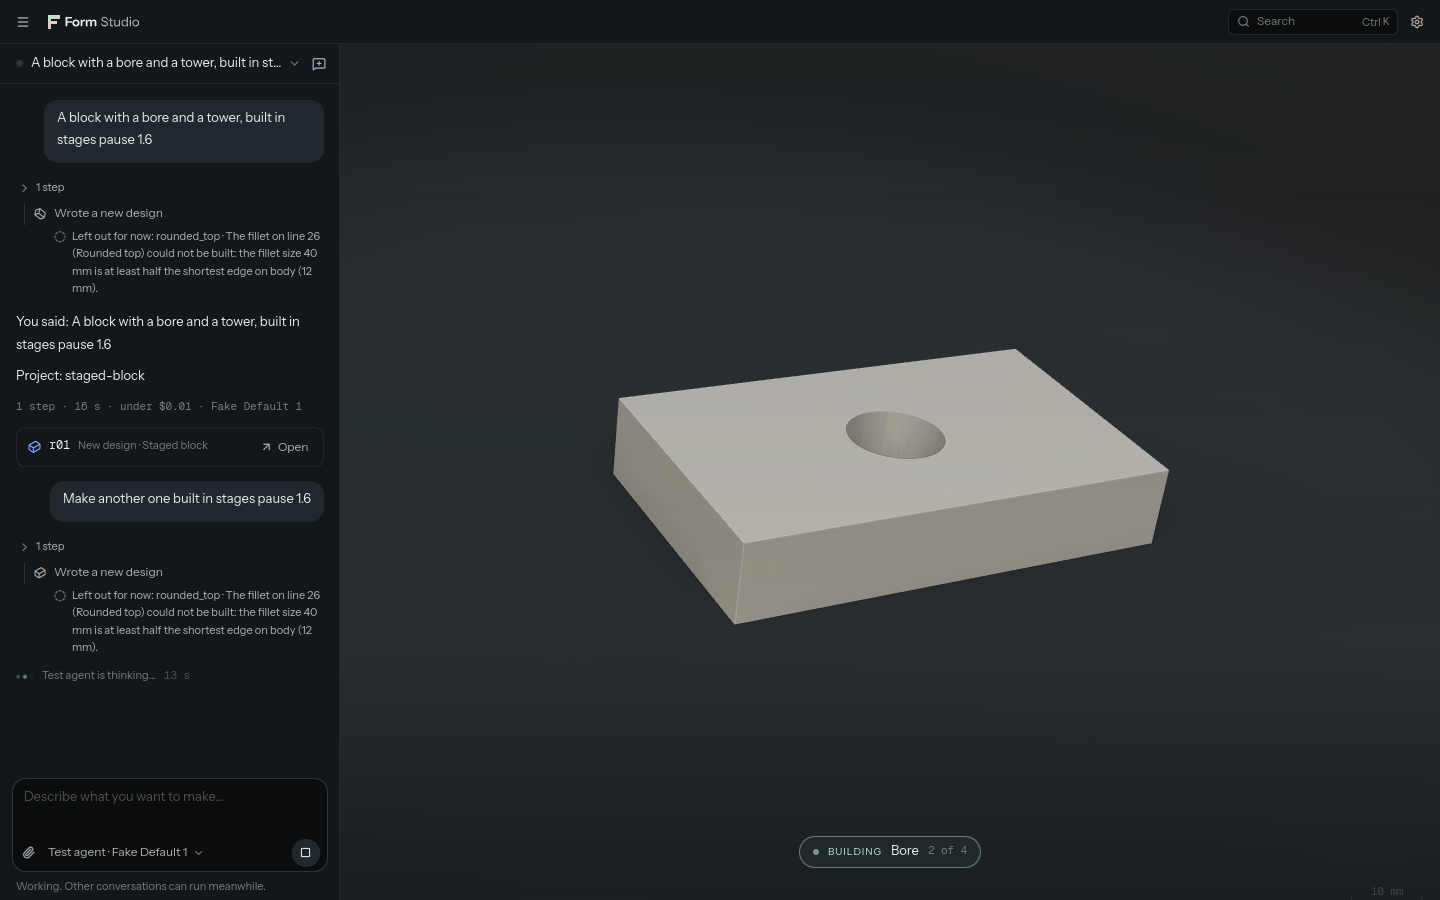 Form Studio
Search Ctrl K
A block with a bore and a tower, built in st...
A block with a bore and a tower, built in
stages pause 1.6
1 step
Wrote a new design
Left out for now: rounded_top · The fillet on line 26
(Rounded top) could not be built: the fillet size 40
mm is at least half the shortest edge on body (12
mm).
You said: A block with a bore and a tower, built in
stages pause 1.6
Project: staged-block
1 step · 16 s · under $0.01 · Fake Default 1
r01 New design · Staged block Open
Make another one built in stages pause 1.6
1 step
Wrote a new design
Left out for now: rounded_top · The fillet on line 26
(Rounded top) could not be built: the fillet size 40
mm is at least half the shortest edge on body (12
mm).
Test agent is thinking... 13 s
Describe what you want to make...
Test agent · Fake Default 1
Working. Other conversations can run meanwhile.
BUILDING Bore 2 of 4
10 mm